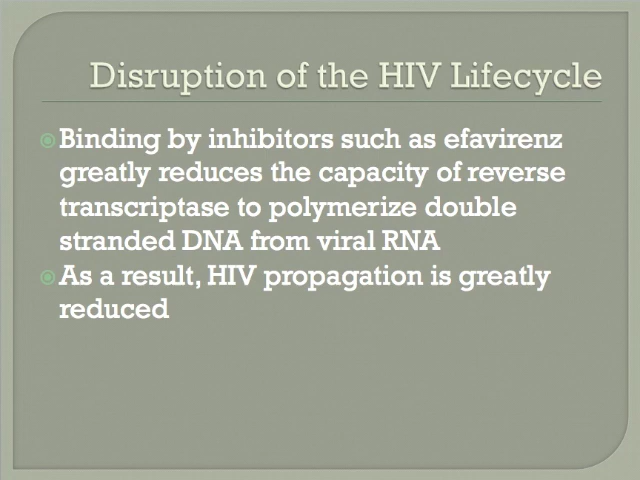 Disruption of the HIV Lifecycle
Binding by inhibitors such as efavirenz
greatly reduces the capacity of reverse
transcriptase to polymerize double
stranded DNA from viral RNA
As a result, HIV propagation is greatly
reduced